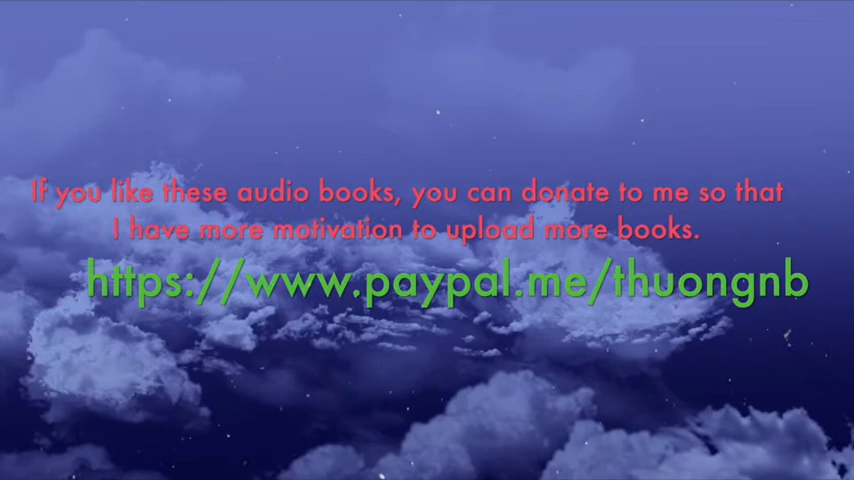 If you like these audio books, you can donate to me so that
I have more motivation to upload more books.
https://www.paypal.me/thuongnb